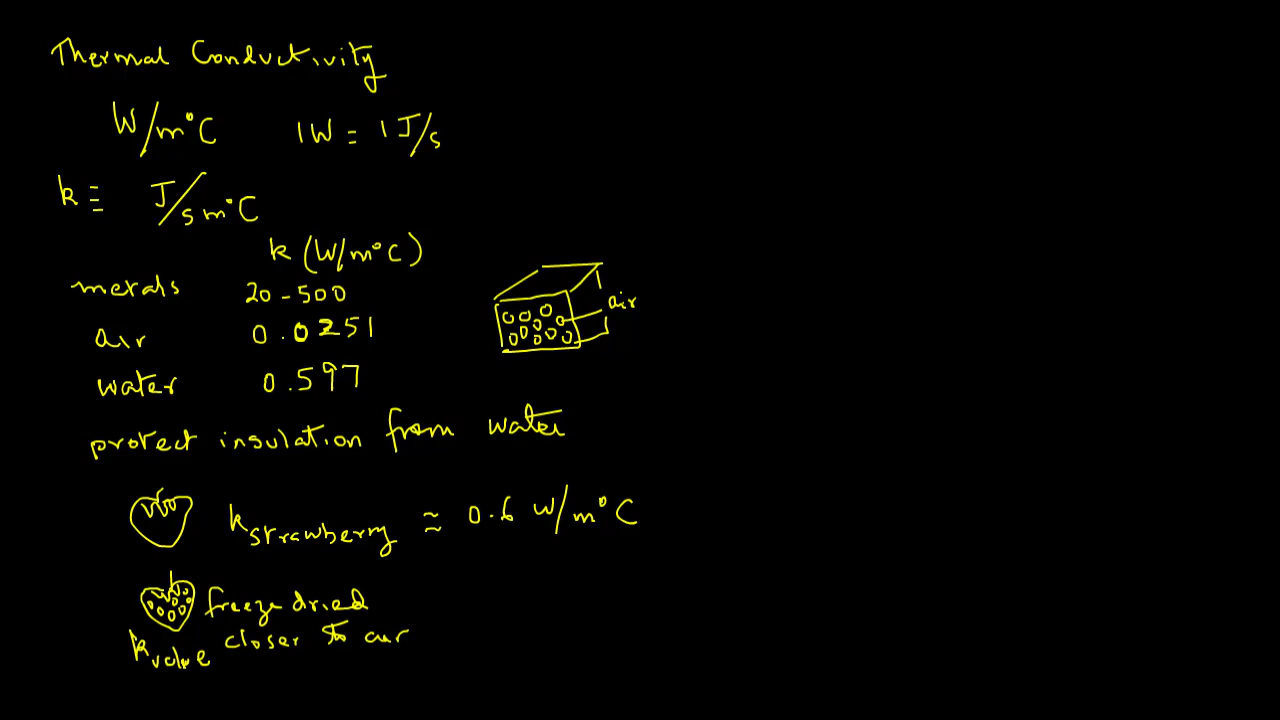 Thermal Conductivity
W/m°C 1W = 1 J/s
k ≡ J/s m°C
k (W/m°C)
metals 20 - 500
air 0.0251
water 0.597
air
protect insulation from water
k strawberry ≈ 0.6 W/m°C
freeze dried
k value closer to air